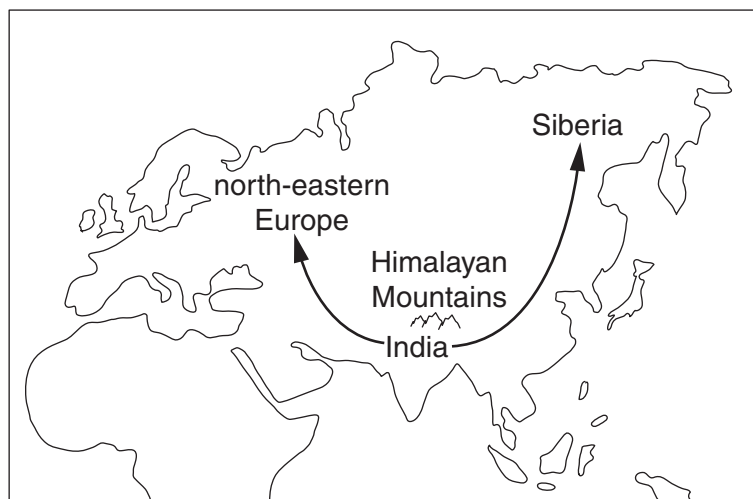 Siberia
north-eastern
Europe
Himalayan
Mountains
India